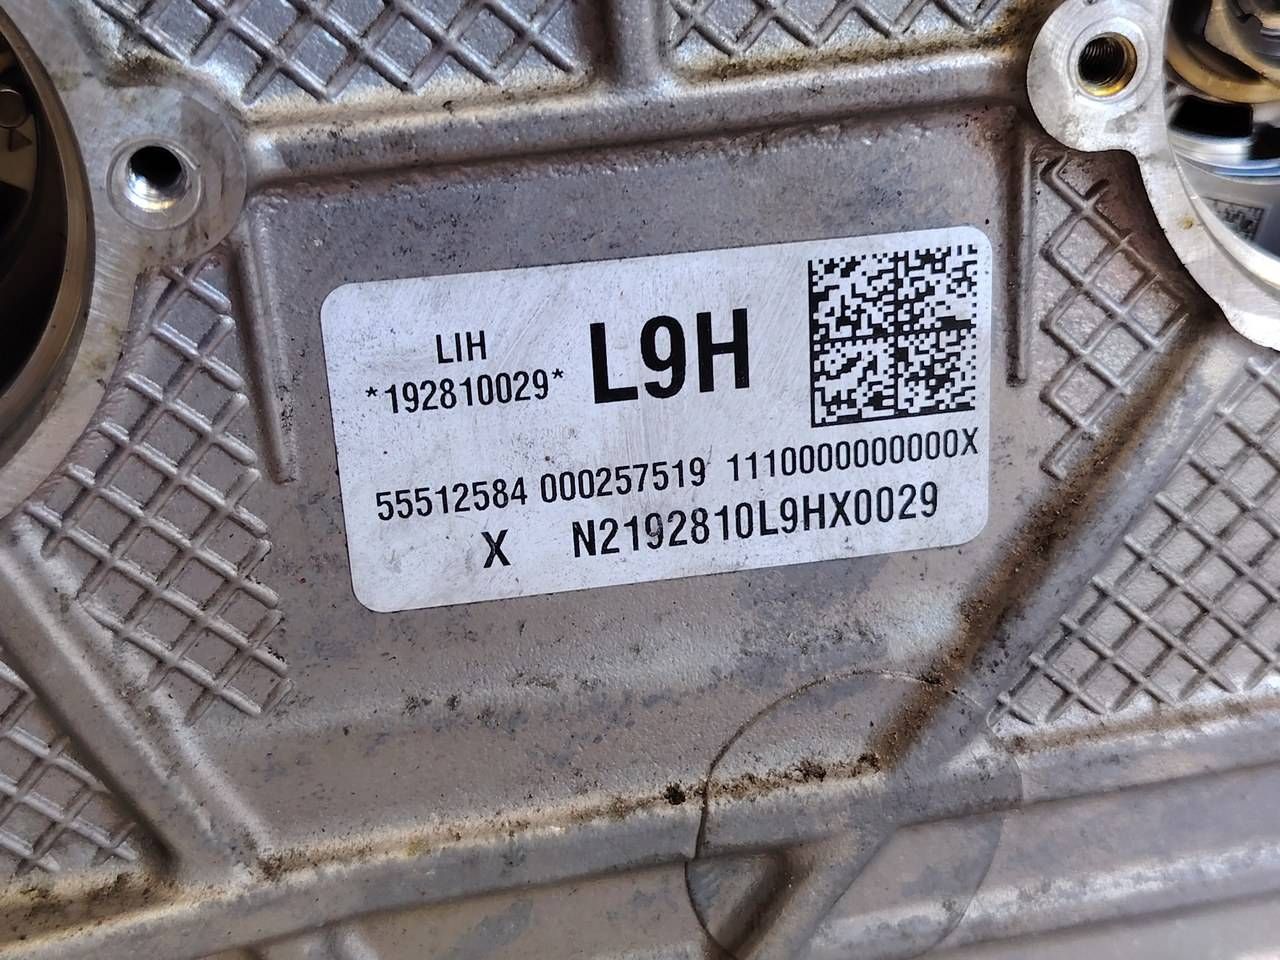 LIH
*192810029*
L9H
55512584 000257519 1110000000000X
X N2192810L9HX0029